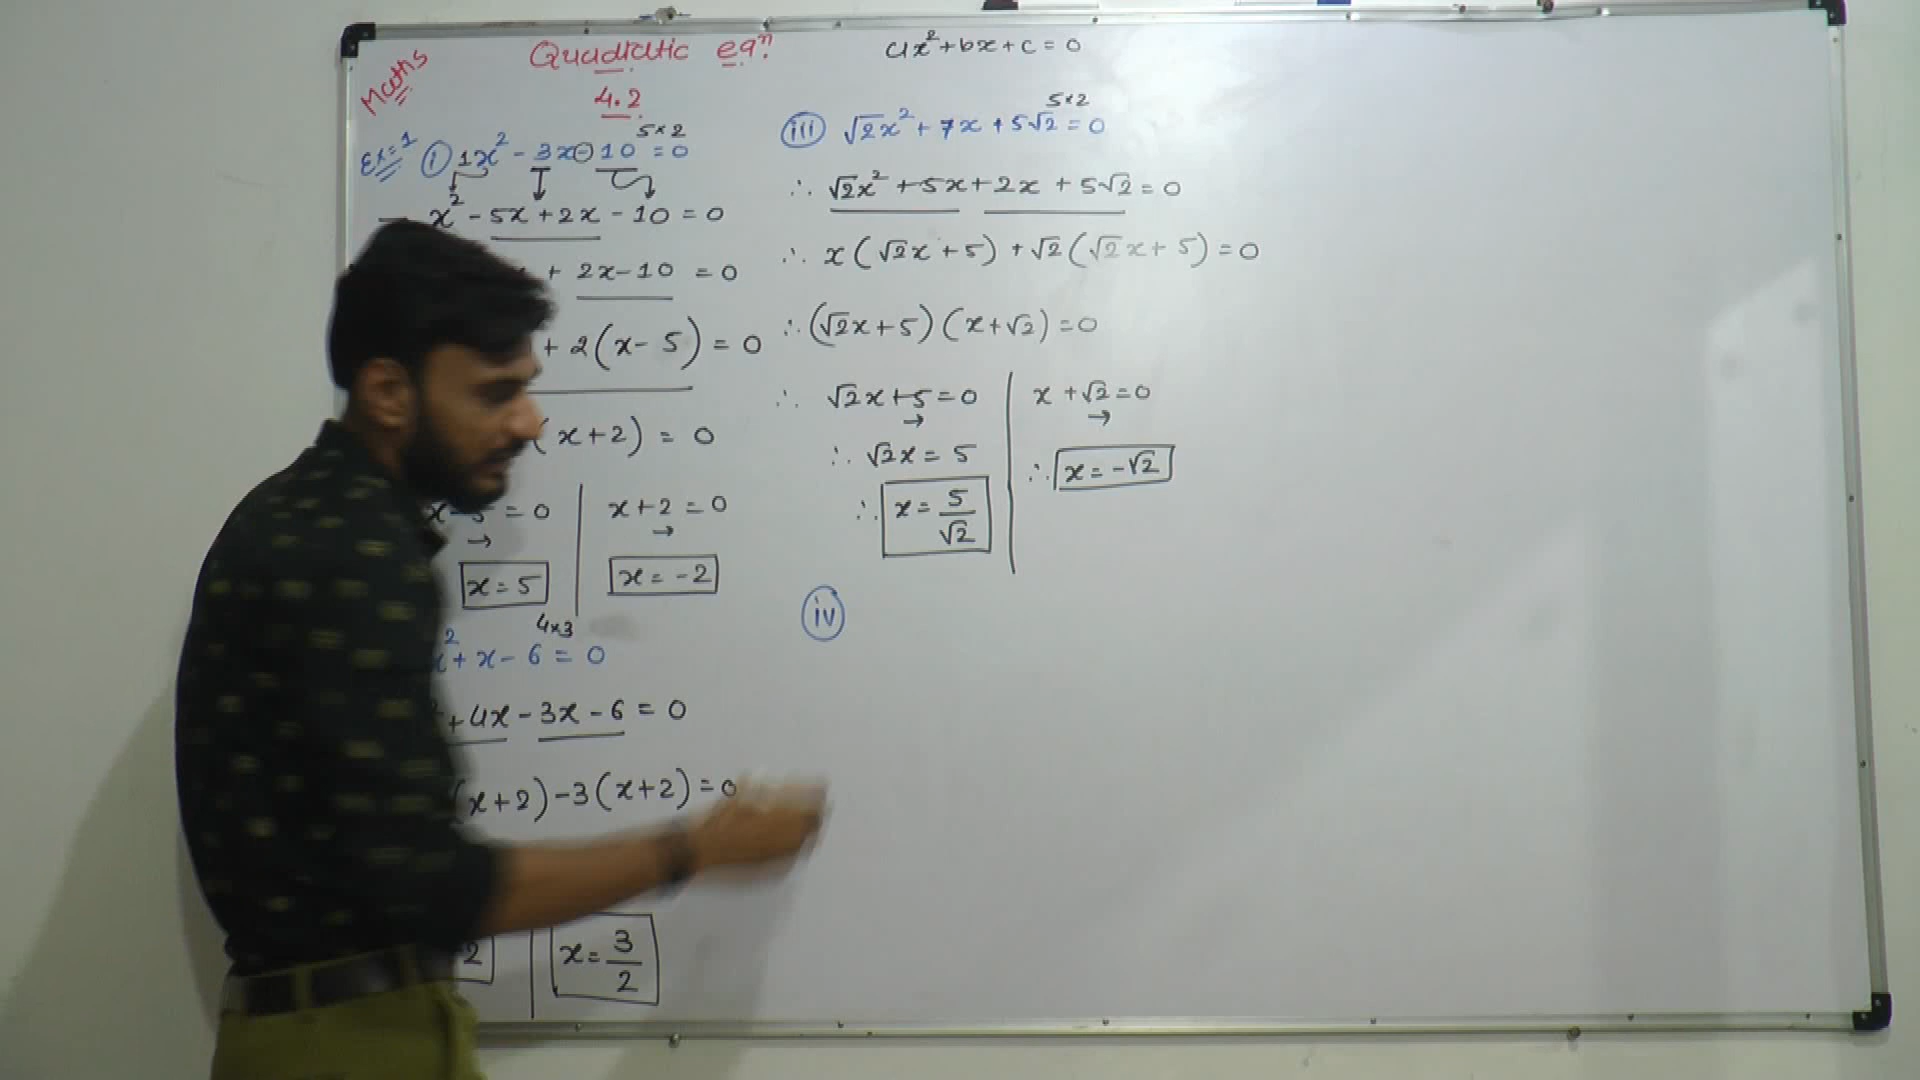 Maths
Quadratic eqⁿ.
4.2
ax² + bx + c = 0
Ex=1 (i) 1x² - 3x - 10 = 0
5×2
x² - 5x + 2x - 10 = 0
+ 2x - 10 = 0
+ 2(x - 5) = 0
(x + 2) = 0
x - 5 = 0 | x + 2 = 0
x = 5 | x = -2
4×3
x² + x - 6 = 0
+ 4x - 3x - 6 = 0
(x + 2) - 3(x + 2) = 0
2 | x = 3/2
(iii) √2x² + 7x + 5√2 = 0
5×2
∴ √2x² + 5x + 2x + 5√2 = 0
∴ x(√2x + 5) + √2(√2x + 5) = 0
∴ (√2x + 5)(x + √2) = 0
∴ √2x + 5 = 0 | x + √2 = 0
∴ √2x = 5 | ∴ x = -√2
∴ x = 5/√2
(iv)